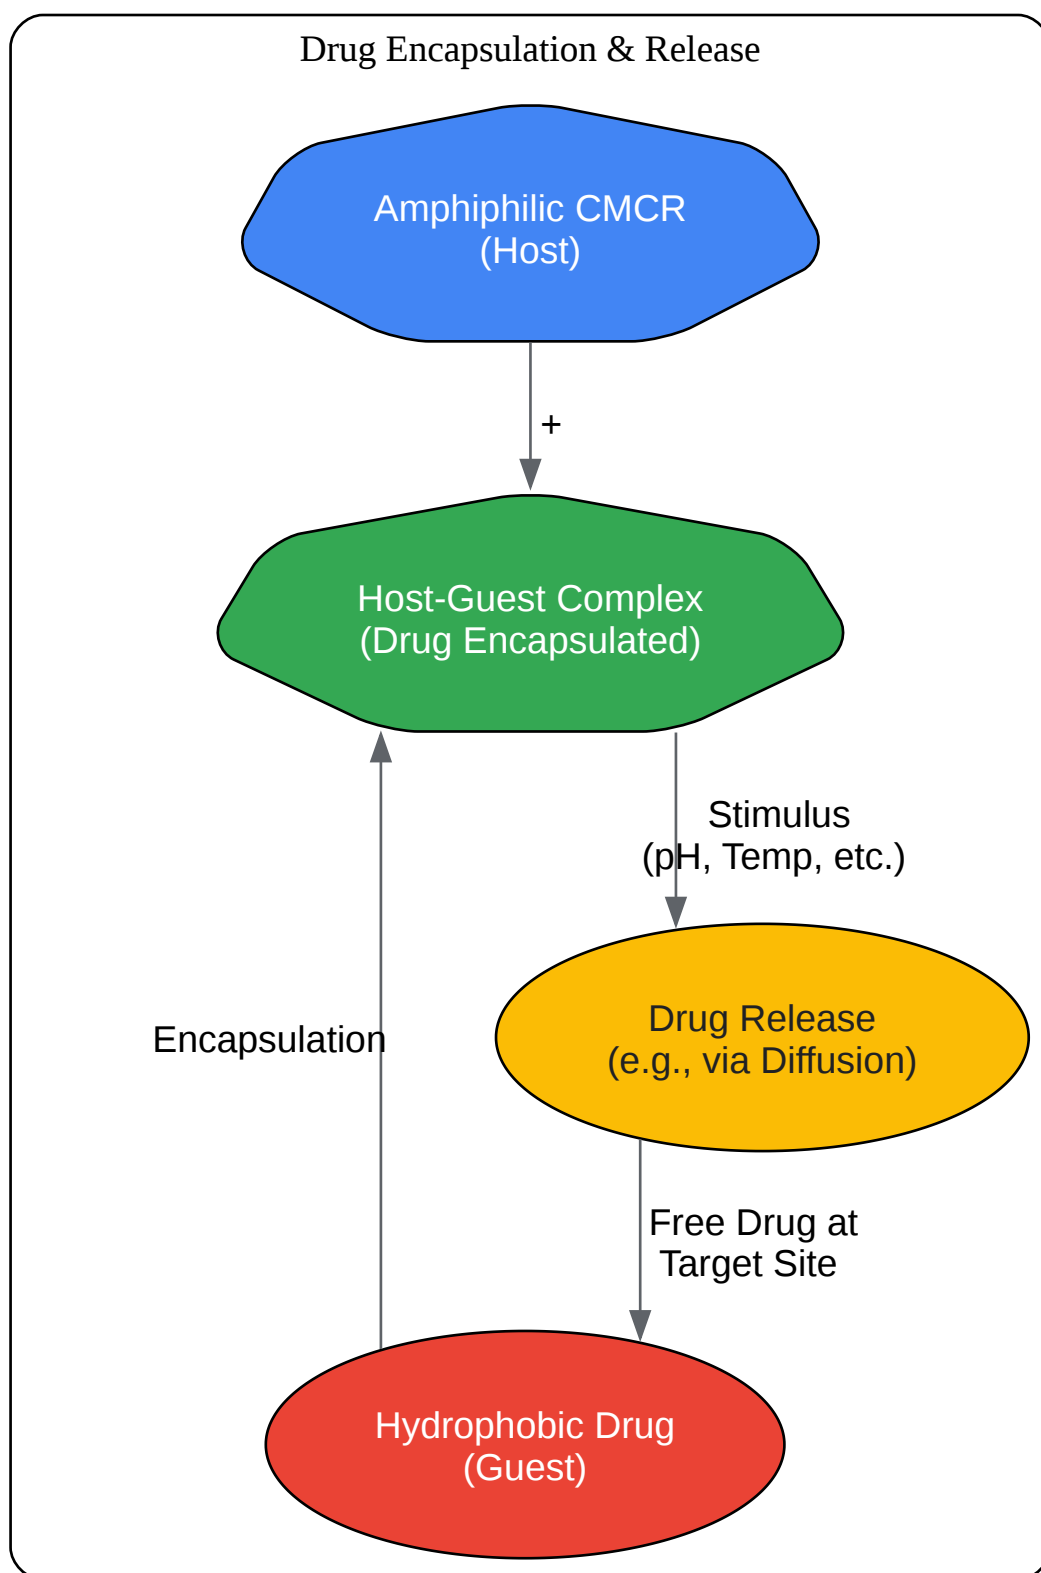 Drug Encapsulation & Release
Amphiphilic CMCR
(Host)
+
Host-Guest Complex
(Drug Encapsulated)
Stimulus
(pH, Temp, etc.)
Drug Release
(e.g., via Diffusion)
Encapsulation
Free Drug at
Target Site
Hydrophobic Drug
(Guest)